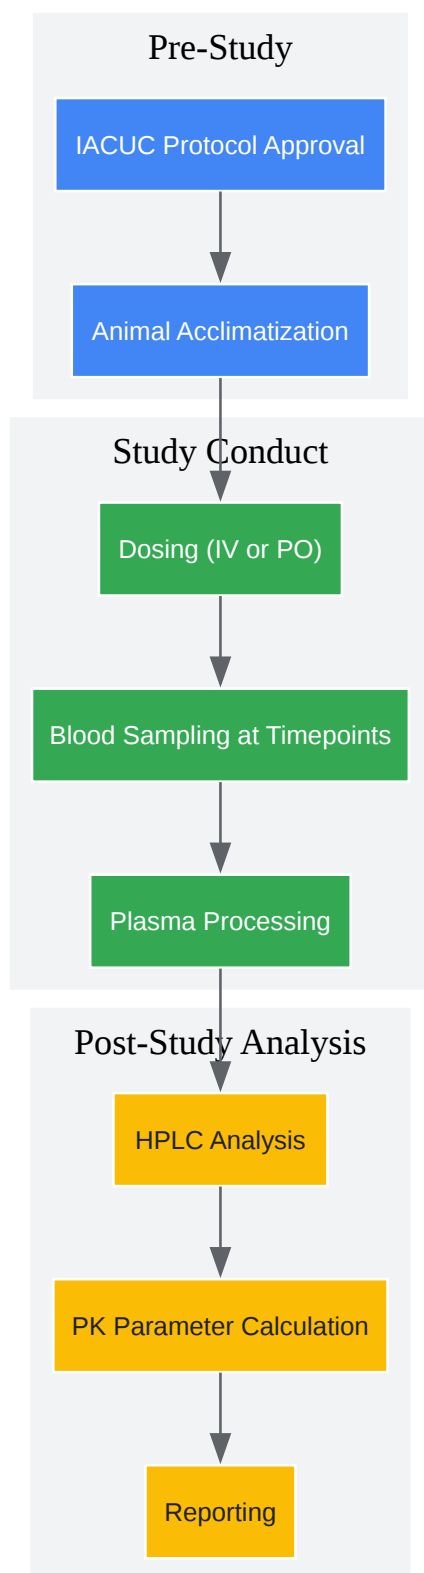 Pre-Study
IACUC Protocol Approval
Animal Acclimatization
Study Conduct
Dosing (IV or PO)
Blood Sampling at Timepoints
Plasma Processing
Post-Study Analysis
HPLC Analysis
PK Parameter Calculation
Reporting